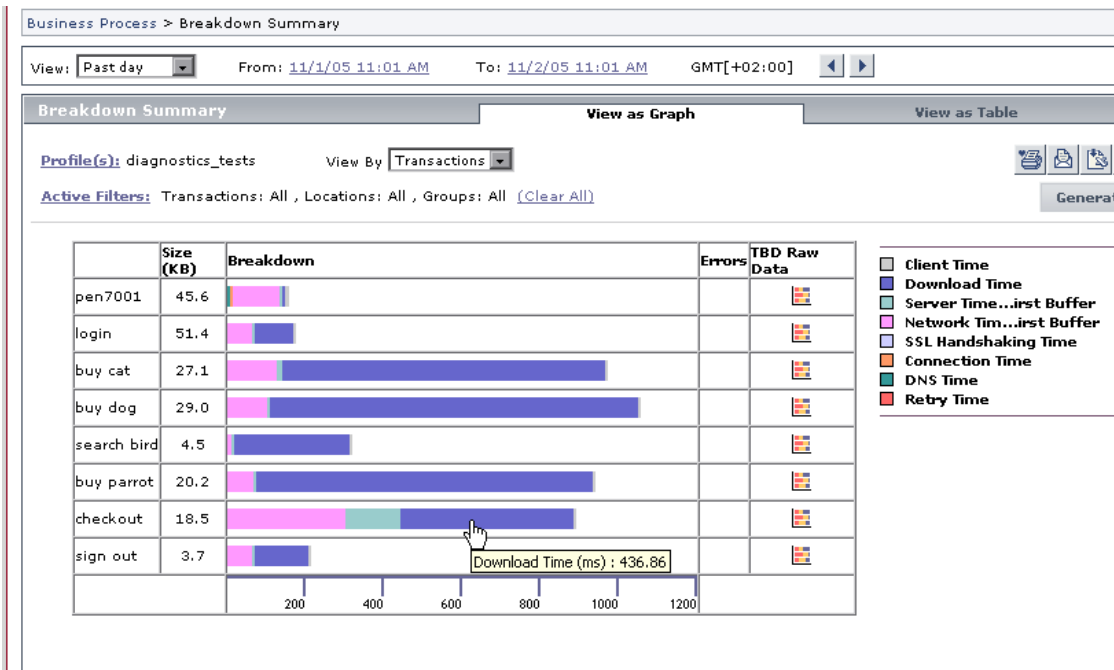 Business Process > Breakdown Summary
View: Past day From: 11/1/05 11:01 AM To: 11/2/05 11:01 AM GMT[+02:00]
Breakdown Summary View as Graph View as Table
Profile(s): diagnostics_tests View By Transactions
Active Filters: Transactions: All , Locations: All , Groups: All (Clear All)
Generat
Size (KB) Breakdown Errors TBD Raw Data
pen7001 45.6
login 51.4
buy cat 27.1
buy dog 29.0
search bird 4.5
buy parrot 20.2
checkout 18.5
sign out 3.7
Download Time (ms) : 436.86
200 400 600 800 1000 1200
Client Time
Download Time
Server Time...irst Buffer
Network Tim...irst Buffer
SSL Handshaking Time
Connection Time
DNS Time
Retry Time